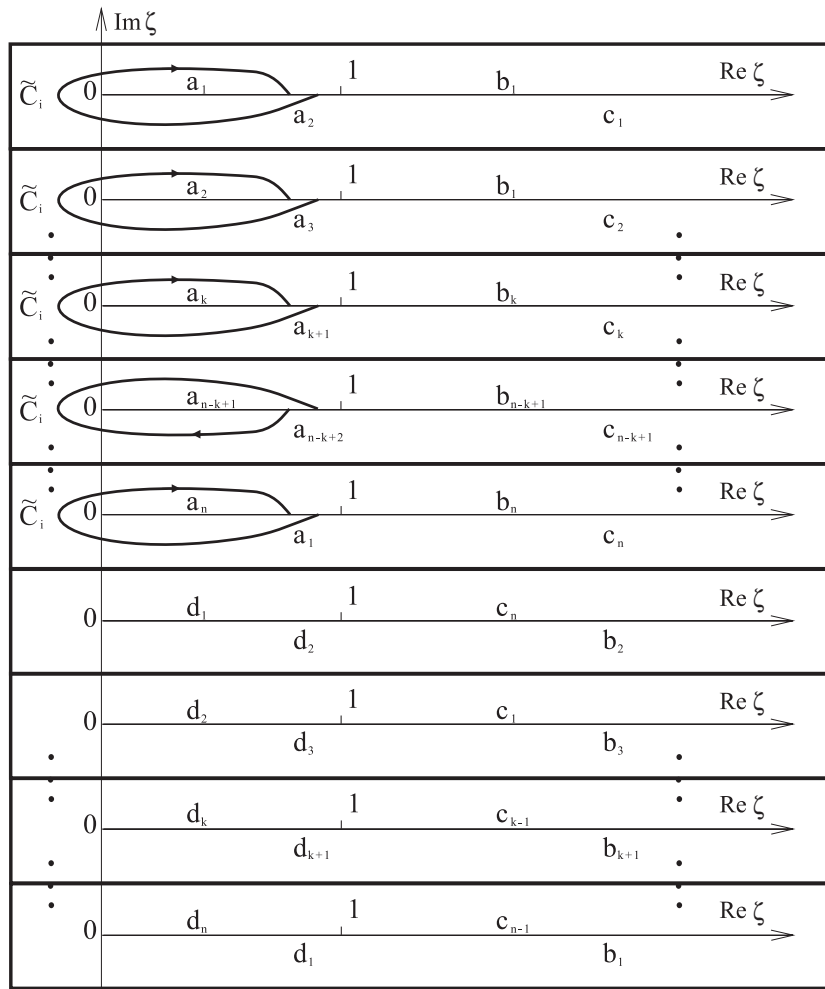 Im ζ
C̃ᵢ 0 a₁ 1 b₁ Re ζ
a₂ c₁
C̃ᵢ 0 a₂ 1 b₁ Re ζ
a₃ c₂
C̃ᵢ 0 aₖ 1 bₖ Re ζ
aₖ₊₁ cₖ
C̃ᵢ 0 aₙ₋ₖ₊₁ 1 bₙ₋ₖ₊₁ Re ζ
aₙ₋ₖ₊₂ cₙ₋ₖ₊₁
C̃ᵢ 0 aₙ 1 bₙ Re ζ
a₁ cₙ
0 d₁ 1 cₙ Re ζ
d₂ b₂
0 d₂ 1 c₁ Re ζ
d₃ b₃
0 dₖ 1 cₖ₋₁ Re ζ
dₖ₊₁ bₖ₊₁
0 dₙ 1 cₙ₋₁ Re ζ
d₁ b₁